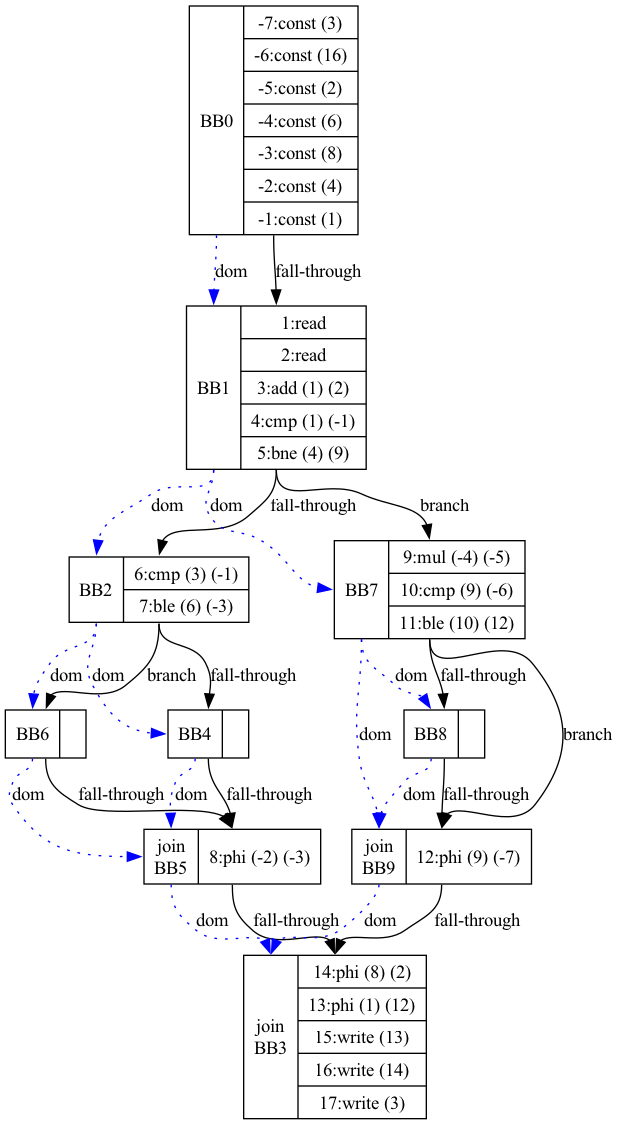 BB0
-7:const (3)
-6:const (16)
-5:const (2)
-4:const (6)
-3:const (8)
-2:const (4)
-1:const (1)
dom
fall-through
BB1
1:read
2:read
3:add (1) (2)
4:cmp (1) (-1)
5:bne (4) (9)
dom
dom
fall-through
branch
BB2
6:cmp (3) (-1)
7:ble (6) (-3)
BB7
9:mul (-4) (-5)
10:cmp (9) (-6)
11:ble (10) (12)
dom
dom
branch
fall-through
dom
fall-through
BB6
BB4
dom
BB8
branch
dom
fall-through
dom
fall-through
dom
fall-through
join
BB5
8:phi (-2) (-3)
join
BB9
12:phi (9) (-7)
dom
fall-through
dom
fall-through
join
BB3
14:phi (8) (2)
13:phi (1) (12)
15:write (13)
16:write (14)
17:write (3)